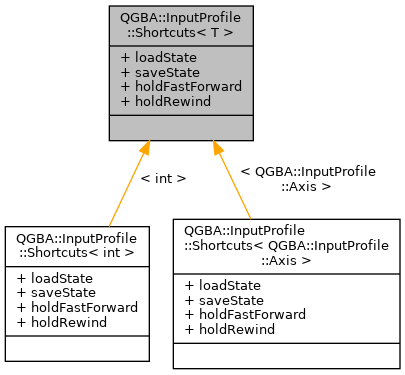 QGBA::InputProfile
::Shortcuts< T >
+ loadState
+ saveState
+ holdFastForward
+ holdRewind
< int >
< QGBA::InputProfile
::Axis >
QGBA::InputProfile
::Shortcuts< int >
+ loadState
+ saveState
+ holdFastForward
+ holdRewind
QGBA::InputProfile
::Shortcuts< QGBA::InputProfile
::Axis >
+ loadState
+ saveState
+ holdFastForward
+ holdRewind